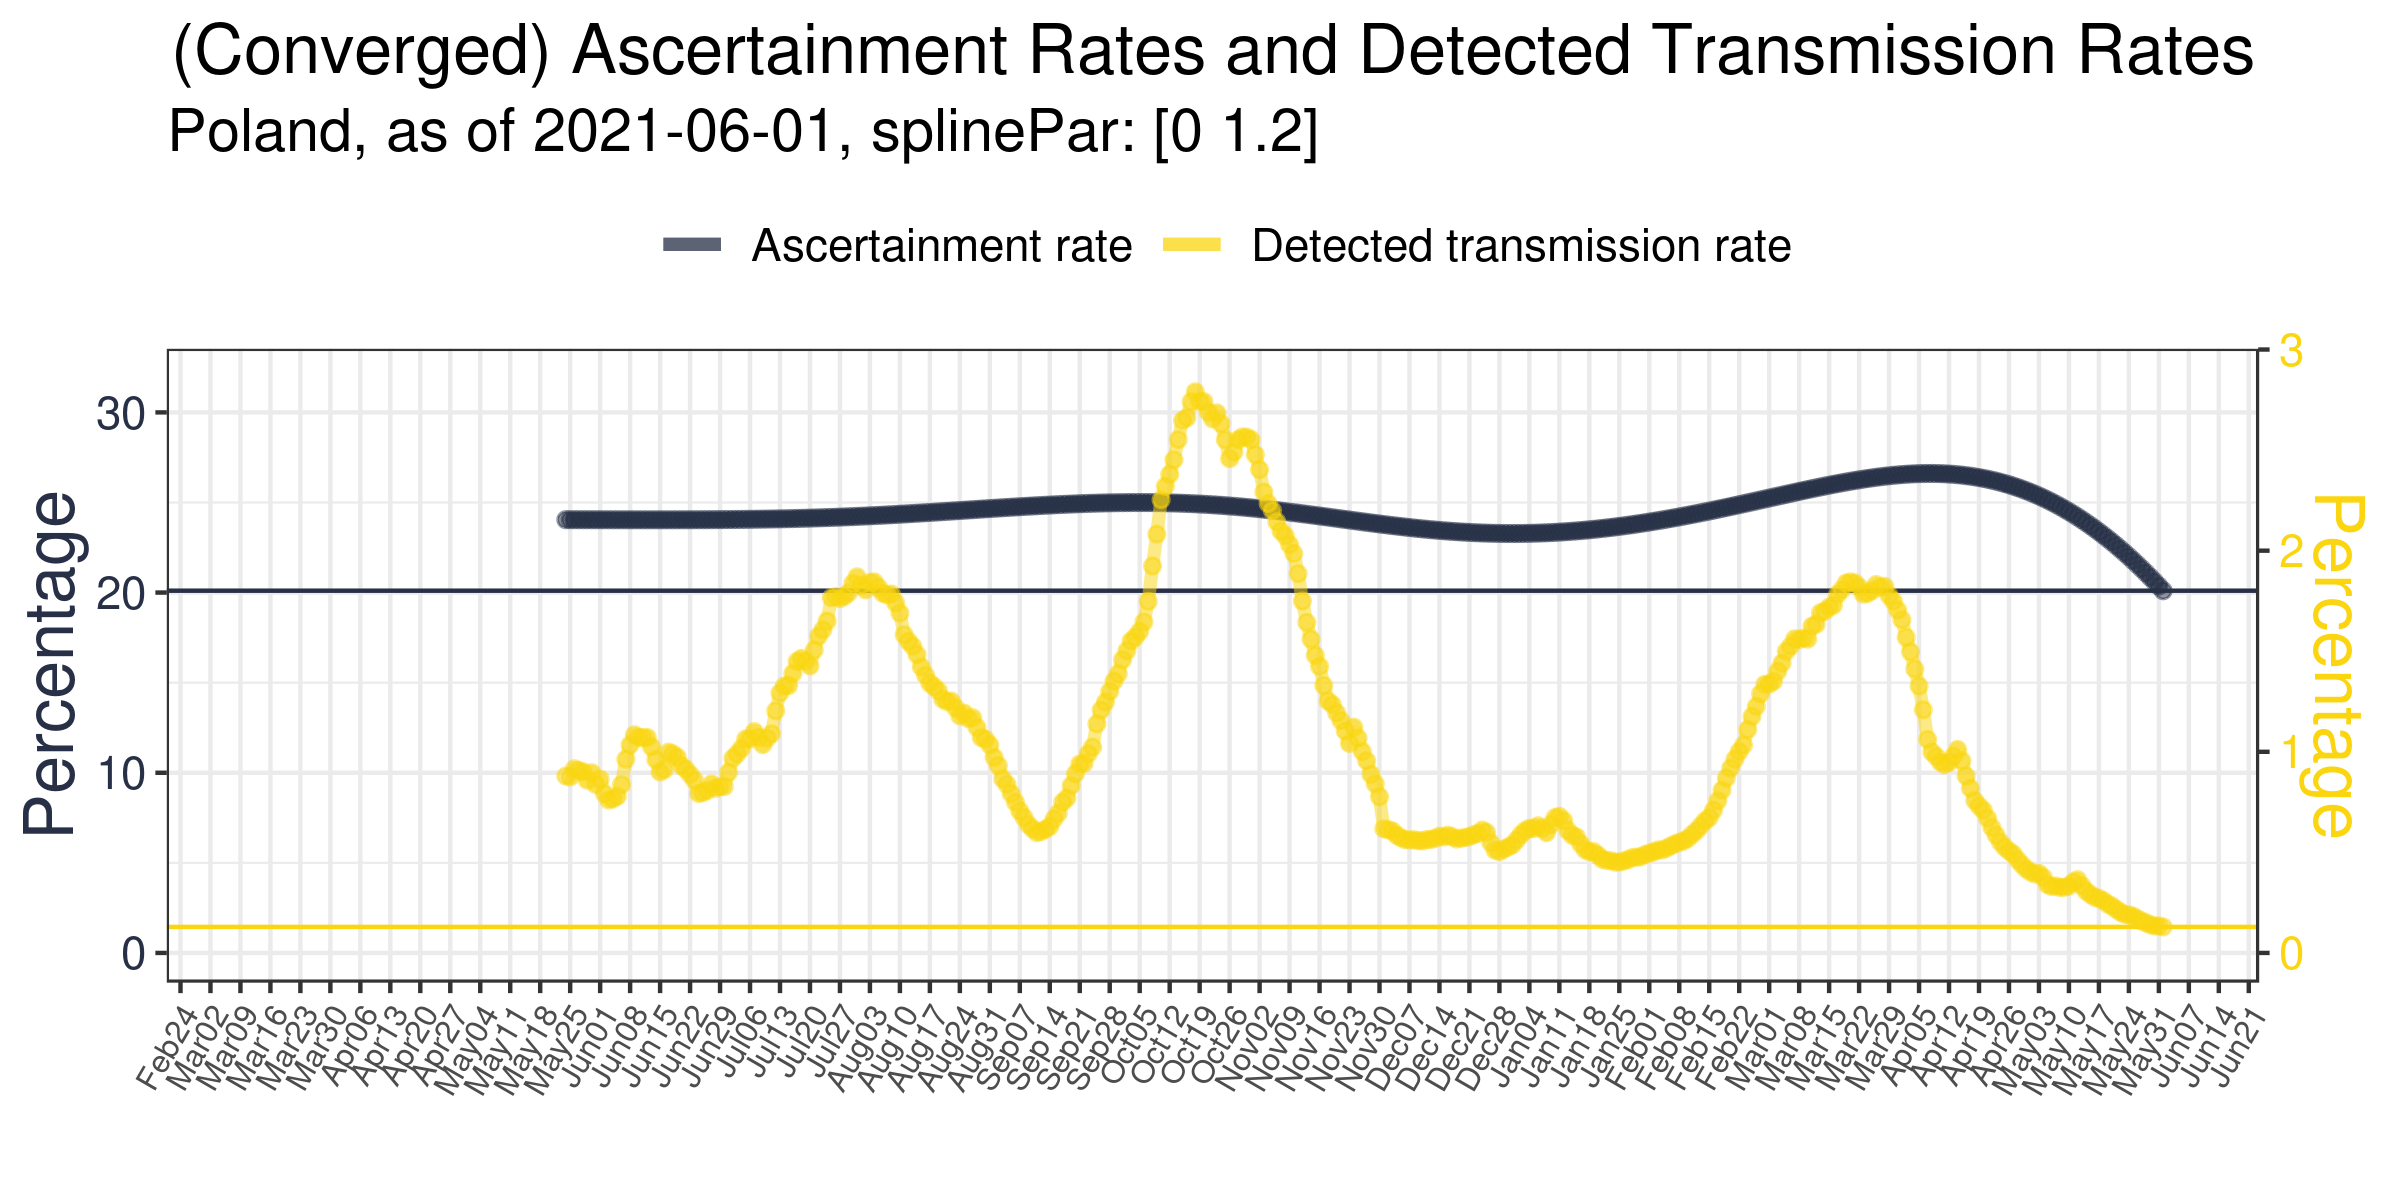 (Converged) Ascertainment Rates and Detected Transmission Rates
Poland, as of 2021-06-01, splinePar: [0 1.2]
Ascertainment rate
Detected transmission rate
Percentage
30
20
10
0
3
2
1
0
Percentage
Feb24
Mar02
Mar09
Mar16
Mar23
Mar30
Apr06
Apr13
Apr20
Apr27
May04
May11
May18
May25
Jun01
Jun08
Jun15
Jun22
Jun29
Jul06
Jul13
Jul20
Jul27
Aug03
Aug10
Aug17
Aug24
Aug31
Sep07
Sep14
Sep21
Sep28
Oct05
Oct12
Oct19
Oct26
Nov02
Nov09
Nov16
Nov23
Nov30
Dec07
Dec14
Dec21
Dec28
Jan04
Jan11
Jan18
Jan25
Feb01
Feb08
Feb15
Feb22
Mar01
Mar08
Mar15
Mar22
Mar29
Apr05
Apr12
Apr19
Apr26
May03
May10
May17
May24
May31
Jun07
Jun14
Jun21